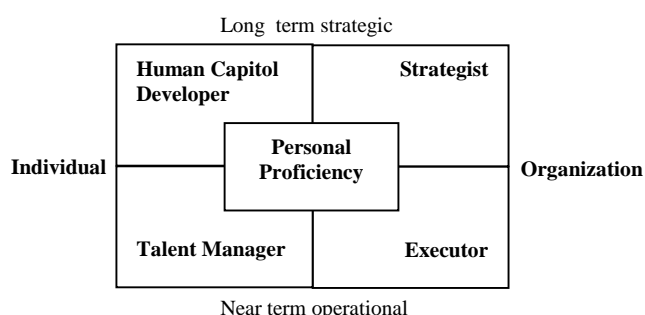 Long term strategic
Human Capitol
Developer
Strategist
Personal
Proficiency
Individual
Organization
Talent Manager
Executor
Near term operational